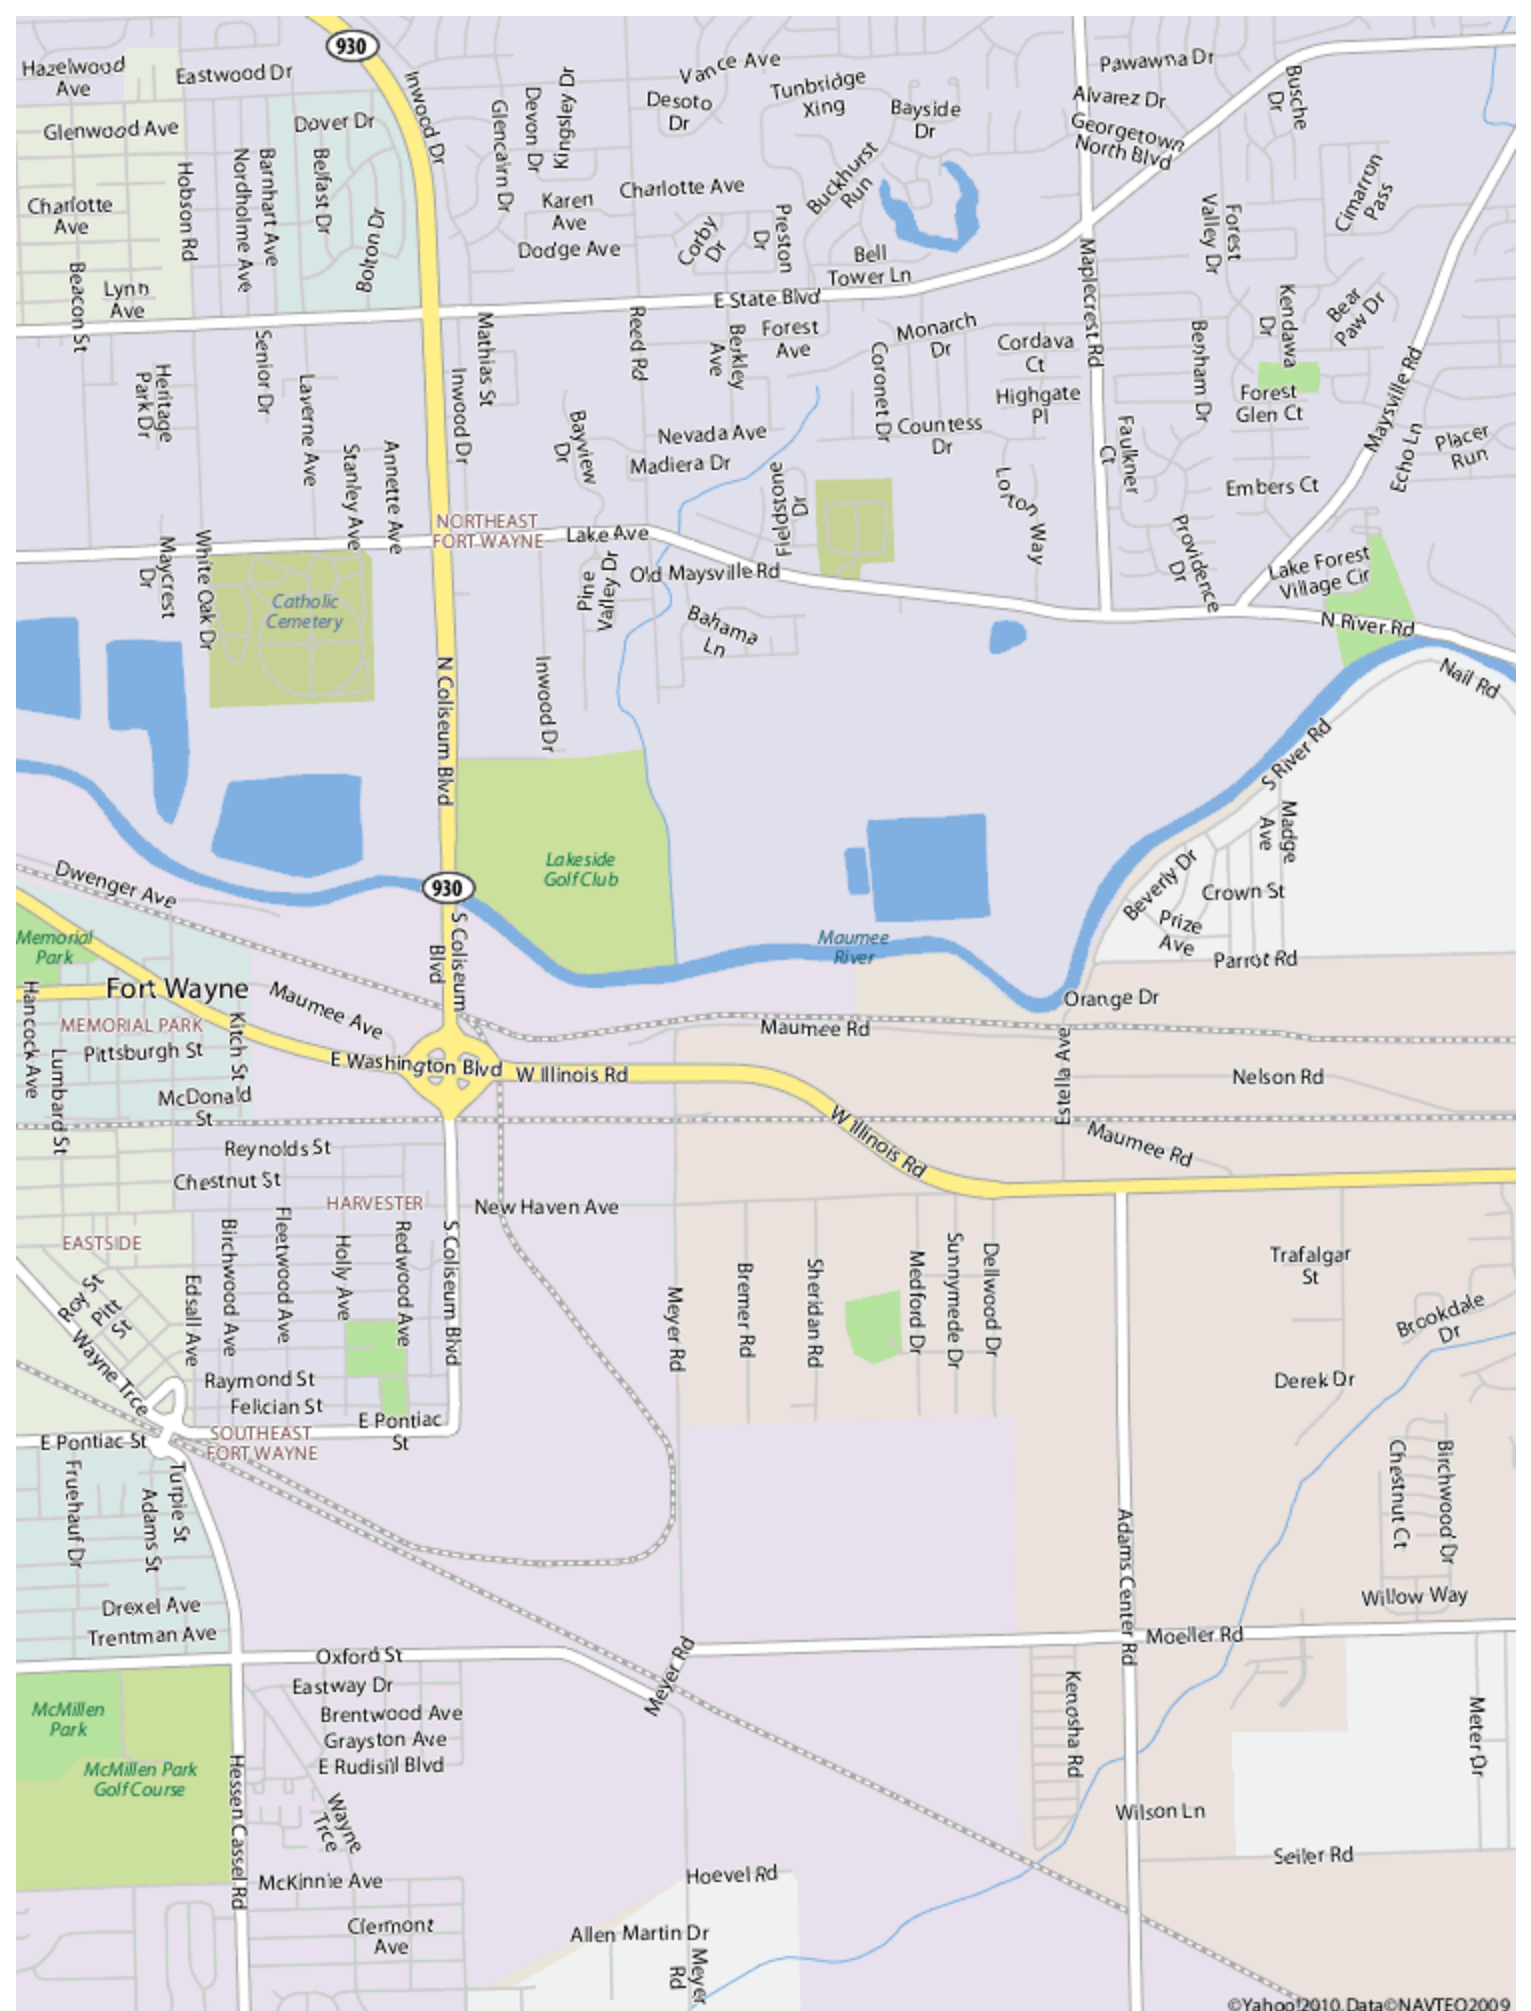 930
Hazelwood
Ave
Eastwood Dr
Inwood Dr
Kingsley Dr
Devon Dr
Glencairn Dr
Vance Ave
Desoto
Dr
Tunbridge
Xing
Bayside
Dr
Pawawna Dr
Alvarez Dr
Georgetown
North Blvd
Busche
Dr
Glenwood Ave
Dover Dr
Hobson Rd
Nordholme Ave
Barnhart Ave
Belfast Dr
Bolton Dr
Charlotte
Ave
Karen
Ave
Charlotte Ave
Dodge Ave
Corby
Dr
Preston
Dr
Buckhurst
Run
Bell
Tower Ln
Maplecrest Rd
Forest
Valley Dr
Cimarron
Pass
Beacon St
Lynn
Ave
E State Blvd
Kendawa
Dr
Bear
Paw Dr
Senior Dr
Mathias St
Reed Rd
Berkley
Ave
Forest
Ave
Monarch
Dr
Cordava
Ct
Benham Dr
Heritage
Park Dr
Laverne Ave
Inwood Dr
Coronet Dr
Highgate
Pl
Forest
Glen Ct
Maysville Rd
Stanley Ave
Annette Ave
Bayview
Dr
Nevada Ave
Madiera Dr
Countess
Dr
Faulkner
Ct
Echo Ln
Placer
Run
Fieldstone
Dr
Lofton Way
Embers Ct
NORTHEAST
FORT WAYNE
Lake Ave
Maycrest
Dr
White Oak Dr
Catholic
Cemetery
Pine
Valley Dr
Old Maysville Rd
Providence
Dr
Lake Forest
Village Cir
Bahama
Ln
N River Rd
Nail Rd
N Coliseum Blvd
Inwood Dr
S River Rd
Madge
Ave
Dwenger Ave
930
Lakeside
Golf Club
Beverly Dr
Crown St
Prize
Ave
Parrot Rd
Memorial
Park
S Coliseum
Blvd
Maumee
River
Fort Wayne
Maumee Ave
Orange Dr
Hancock Ave
MEMORIAL PARK
Pittsburgh St
Kitch St
Maumee Rd
Estella Ave
Lumbard St
E Washington Blvd
W Illinois Rd
Nelson Rd
McDonald
St
W Illinois Rd
Maumee Rd
Reynolds St
Chestnut St
HARVESTER
New Haven Ave
EASTSIDE
Roy St
Pitt
St
Edsall Ave
Birchwood Ave
Fleetwood Ave
Holly Ave
Redwood Ave
S Coliseum Blvd
Meyer Rd
Bremer Rd
Sheridan Rd
Medford Dr
Sunnymede Dr
Dellwood Dr
Trafalgar
St
Brookdale
Dr
Wayne Trce
Raymond St
Felician St
Derek Dr
E Pontiac St
SOUTHEAST
FORT WAYNE
E Pontiac
St
Fruehauf Dr
Adams St
Turpie St
Adams Center Rd
Chestnut Ct
Birchwood Dr
Drexel Ave
Trentman Ave
Willow Way
Moeller Rd
Oxford St
Meyer Rd
Eastway Dr
Brentwood Ave
Grayston Ave
E Rudisill Blvd
McMillen
Park
McMillen Park
Golf Course
Hessen Cassel Rd
Wayne
Trce
Kenosha Rd
Meter Dr
Wilson Ln
Seiler Rd
McKinnie Ave
Hoevel Rd
Clermont
Ave
Allen Martin Dr
Meyer
Rd
©Yahoo!2010, Data©NAVTEQ2009